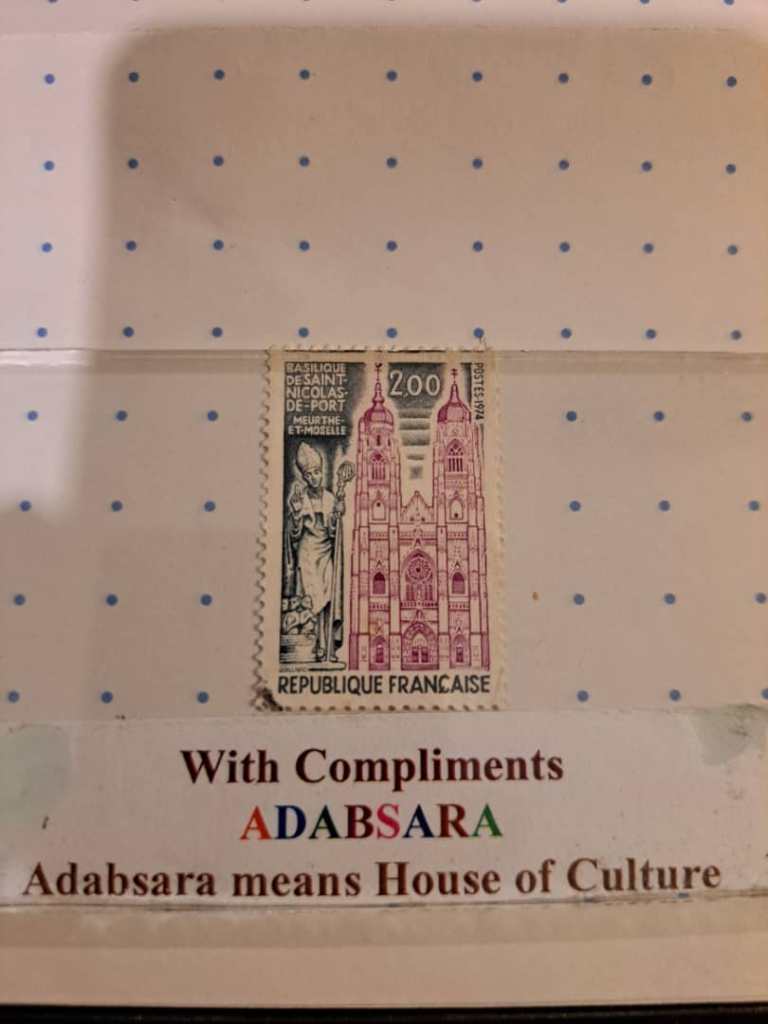 BASILIQUE
DE SAINT-
NICOLAS-
DE-PORT
MEURTHE-
ET-MOSELLE
2,00
POSTES 1974
REPUBLIQUE FRANÇAISE
With Compliments
ADABSARA
Adabsara means House of Culture